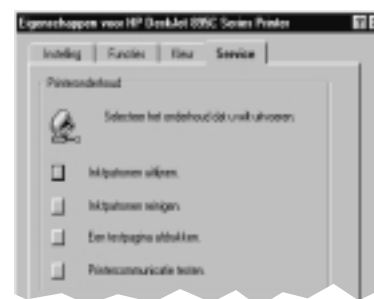 Eigenschappen voor HP DeskJet 895C Series Printer
Instelling Functies Kleur Service
Printeronderhoud
Selecteer het onderhoud dat u wilt uitvoeren.
Inktpatronen uitlijnen.
Inktpatronen reinigen.
Een testpagina afdrukken.
Printercommunicatie testen.